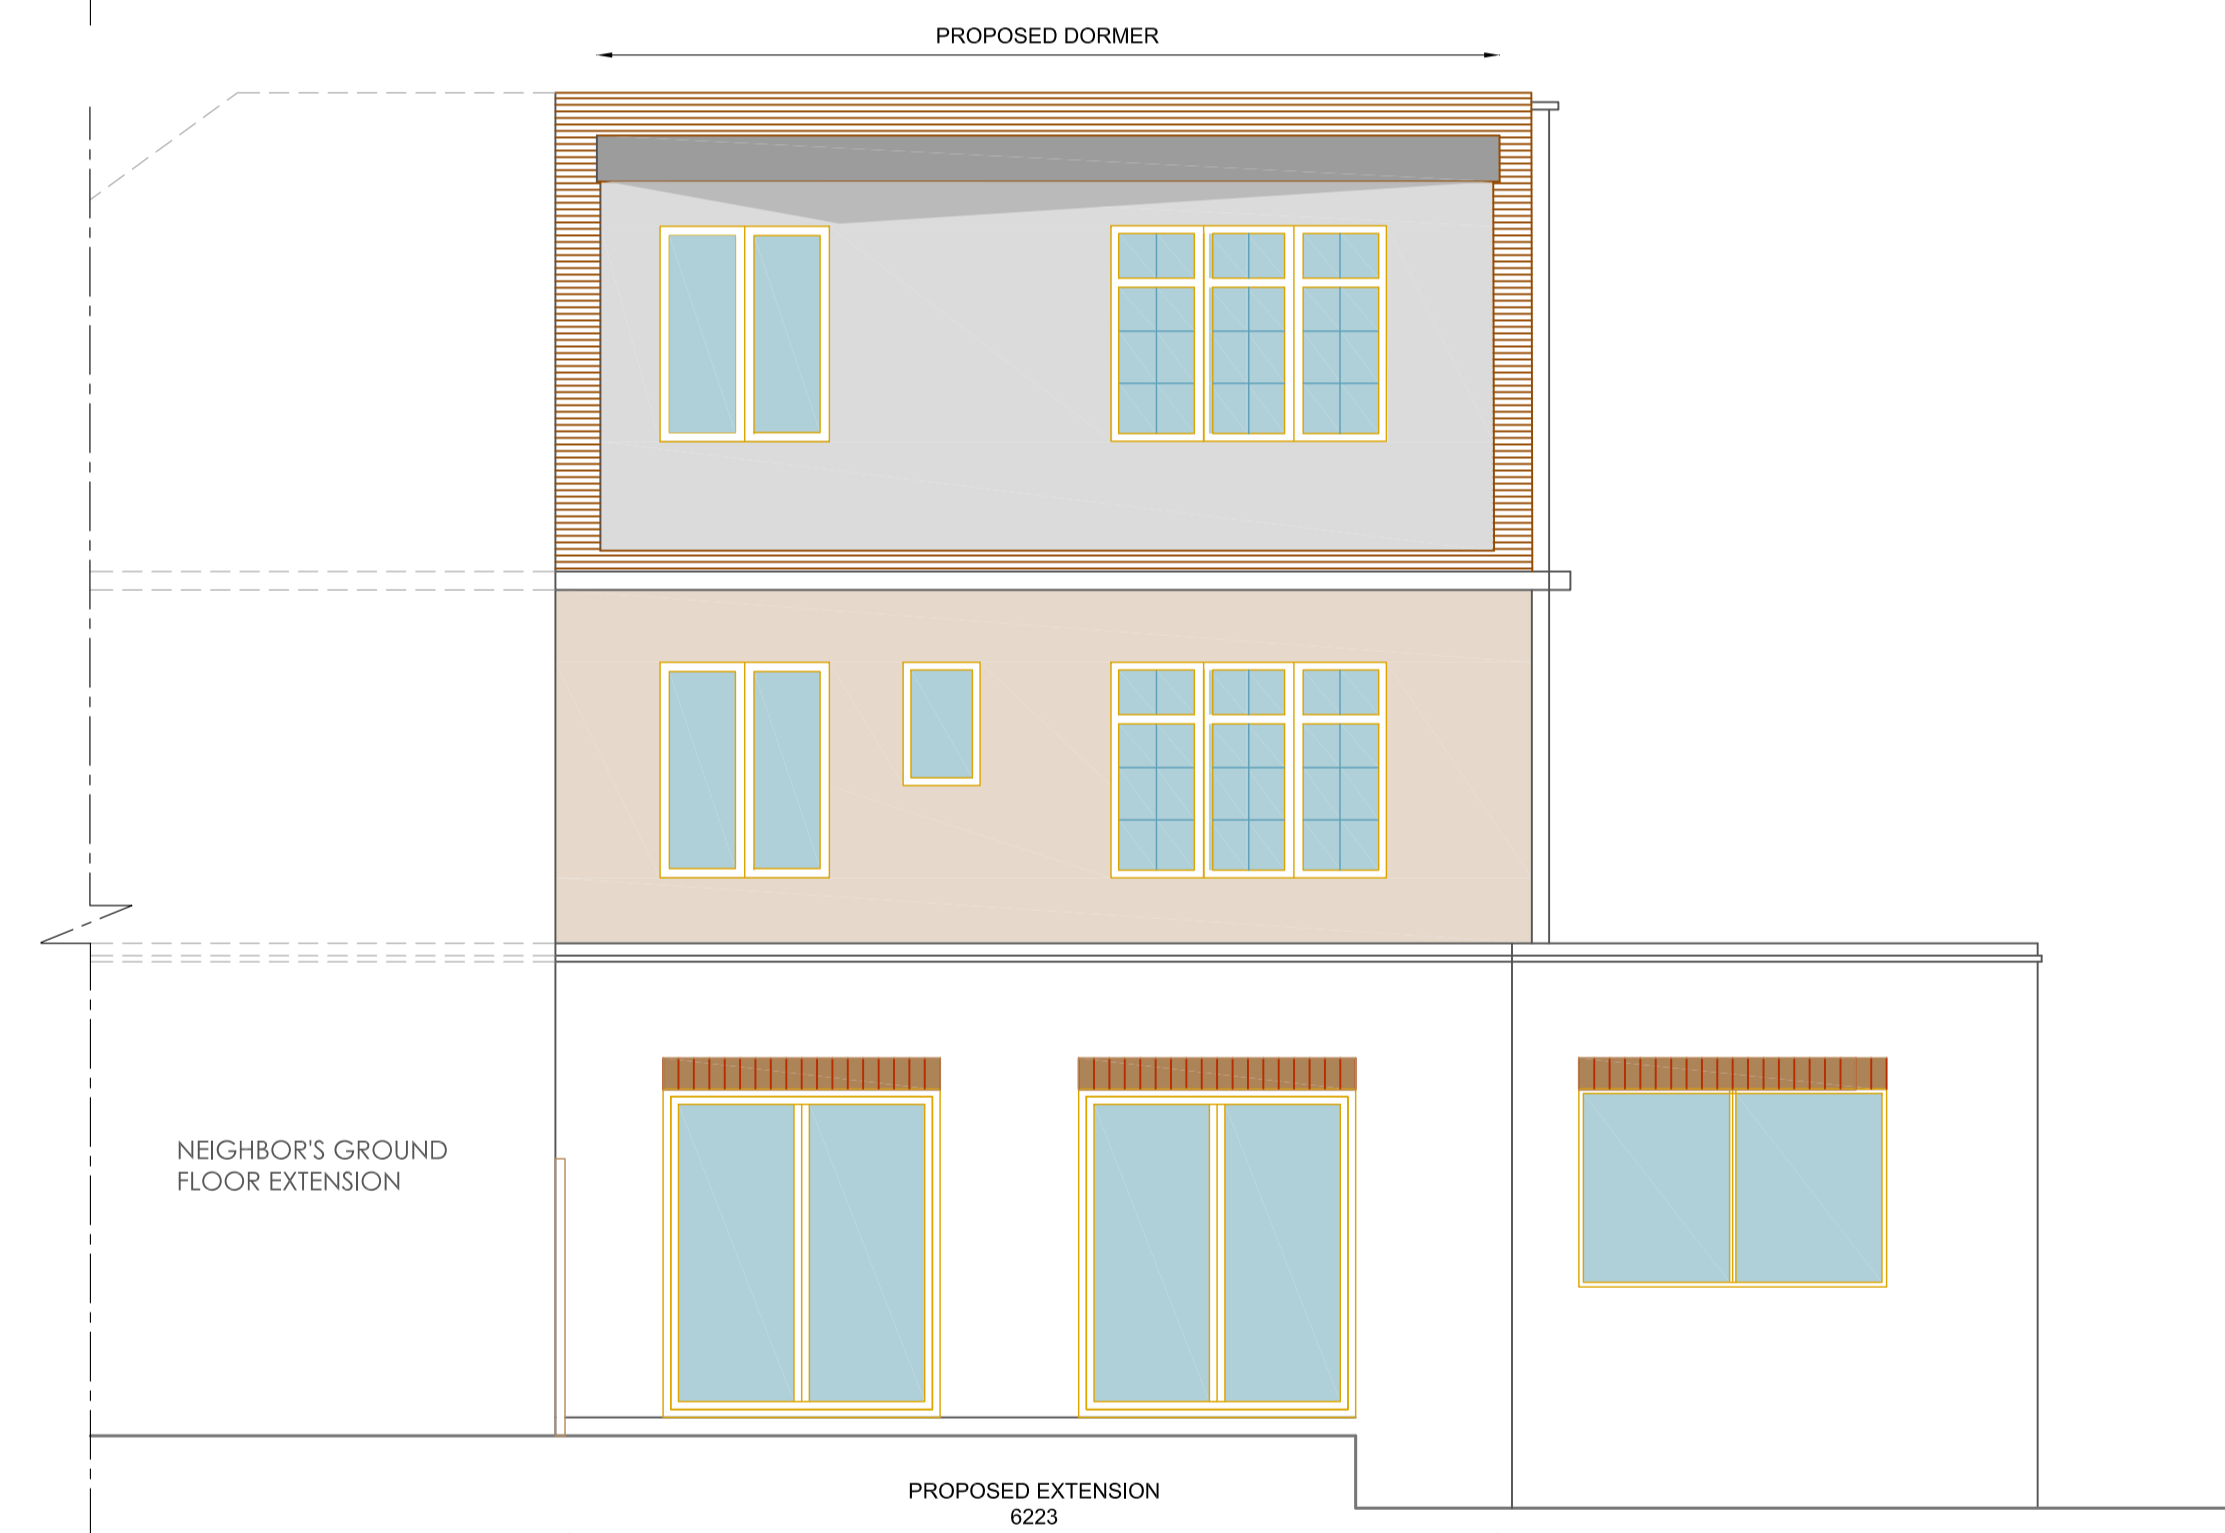 PROPOSED DORMER
NEIGHBOR'S GROUND
FLOOR EXTENSION
PROPOSED EXTENSION
6223